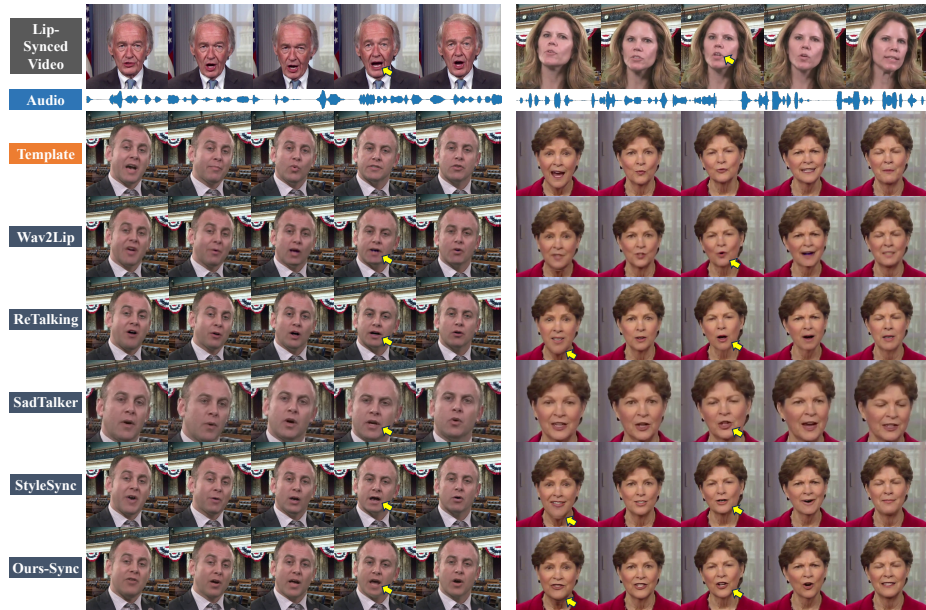 Lip-
Synced
Video
Audio
Template
Wav2Lip
ReTalking
SadTalker
StyleSync
Ours-Sync